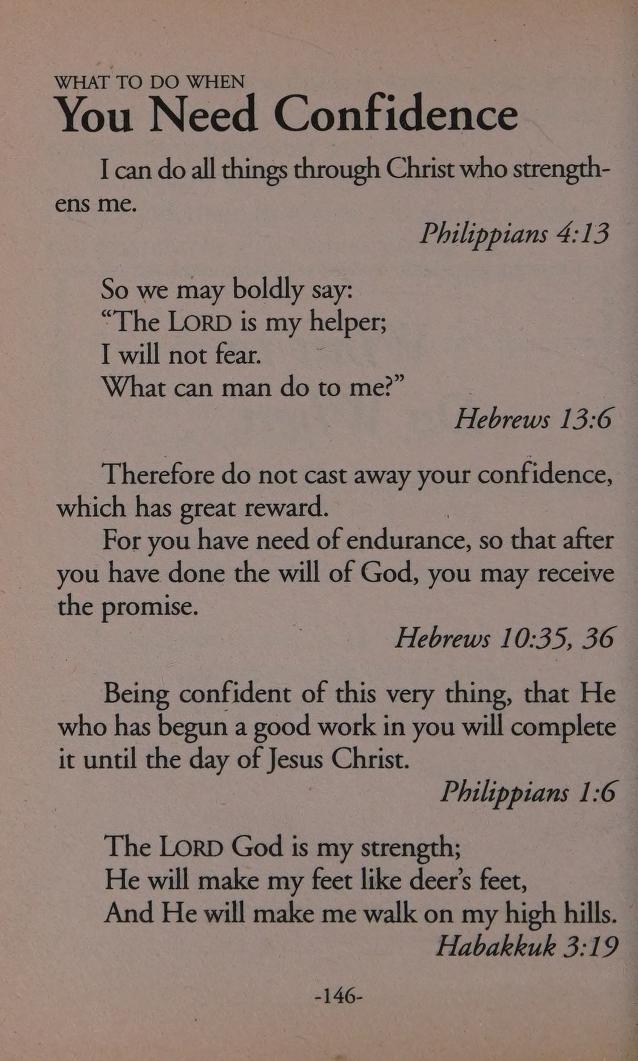 WHAT TO DO WHEN
You Need Confidence
I can do all things through Christ who strength-
ens me.
Philippians 4:13
So we may boldly say:
“The LORD is my helper;
I will not fear.
What can man do to me?”
Hebrews 13:6
Therefore do not cast away your confidence,
which has great reward.
For you have need of endurance, so that after
you have done the will of God, you may receive
the promise.
Hebrews 10:35, 36
Being confident of this very thing, that He
who has begun a good work in you will complete
it until the day of Jesus Christ.
Philippians 1:6
The LORD God is my strength;
He will make my feet like deer’s feet,
And He will make me walk on my high hills.
Habakkuk 3:19
-146-